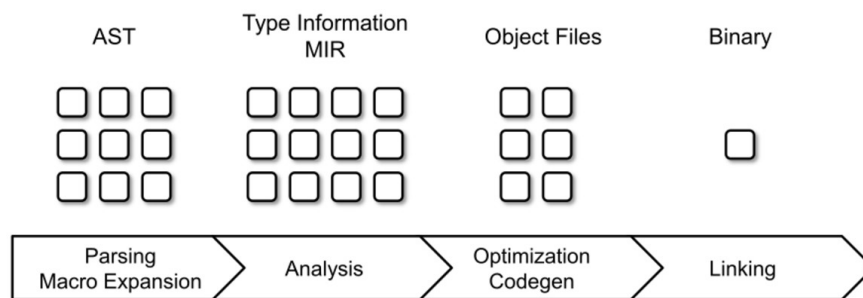 AST
Type Information
MIR
Object Files
Binary
Parsing
Macro Expansion
Analysis
Optimization
Codegen
Linking